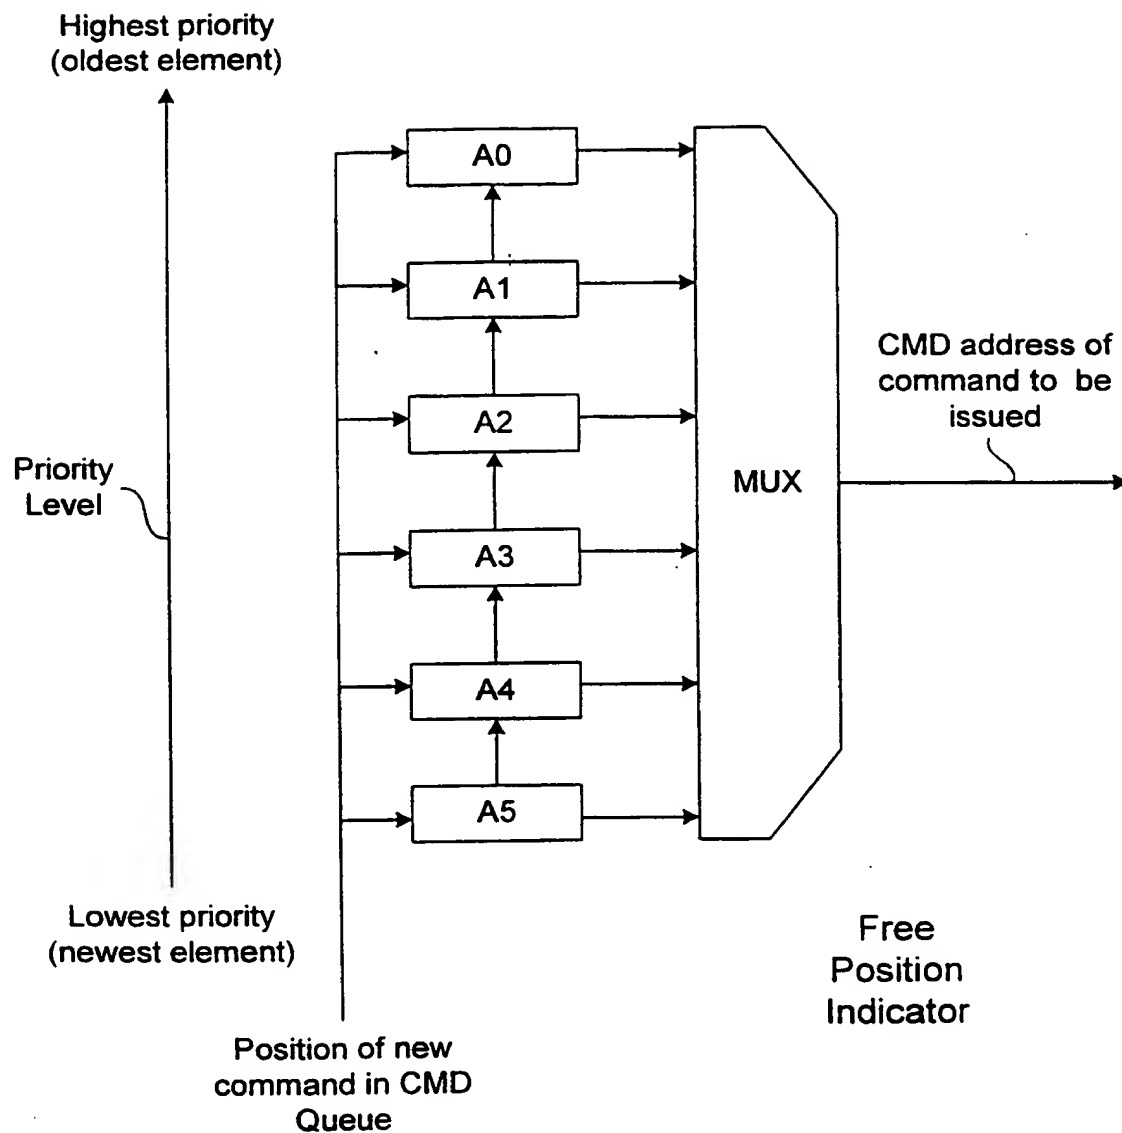 Highest priority
(oldest element)
A0
A1
CMD address of
command to be
issued
A2
Priority
Level
MUX
A3
A4
A5
Lowest priority
(newest element)
Free
Position
Indicator
Position of new
command in CMD
Queue